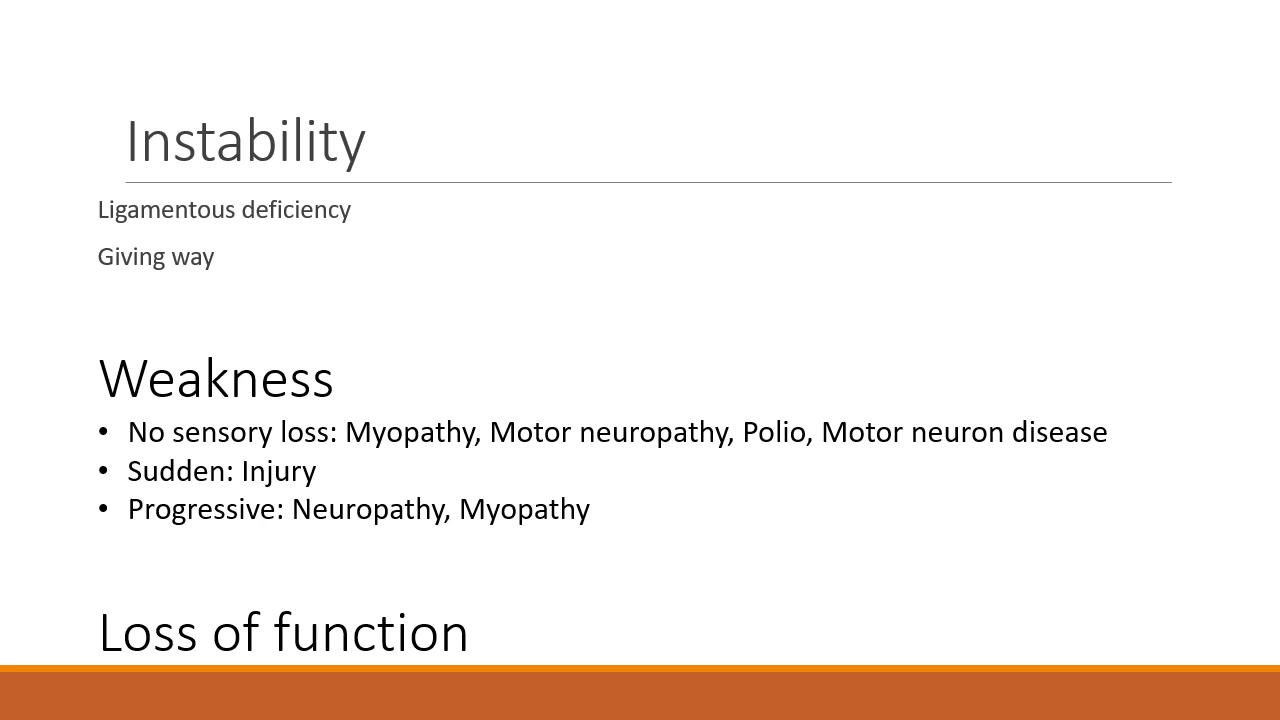 Instability
Ligamentous deficiency
Giving way
Weakness
• No sensory loss: Myopathy, Motor neuropathy, Polio, Motor neuron disease
• Sudden: Injury
• Progressive: Neuropathy, Myopathy
Loss of function